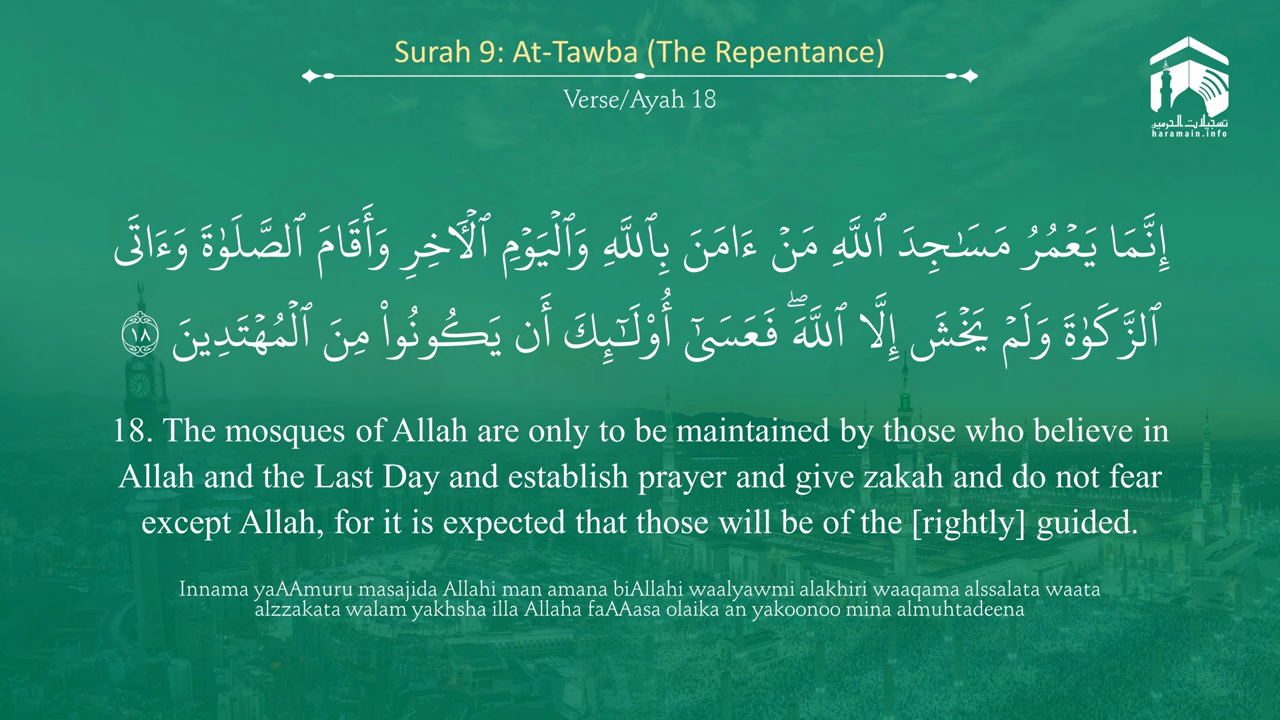 Surah 9: At-Tawba (The Repentance)
Verse/Ayah 18
تسجيلات الحرمين
haramain.info
إِنَّمَا يَعۡمُرُ مَسَـٰجِدَ ٱللَّهِ مَنۡ ءَامَنَ بِٱللَّهِ وَٱلۡيَوۡمِ ٱلۡأَخِرِ وَأَقَامَ ٱلصَّلَوٰةَ وَءَاتَى
ٱلزَّكَوٰةَ وَلَمۡ يَخۡشَ إِلَّا ٱللَّهَۖ فَعَسَىٰٓ أُوْلَـٰٓئِكَ أَن يَكُونُواْ مِنَ ٱلۡمُهۡتَدِينَ ١٨
18. The mosques of Allah are only to be maintained by those who believe in
Allah and the Last Day and establish prayer and give zakah and do not fear
except Allah, for it is expected that those will be of the [rightly] guided.
Innama yaAAmuru masajida Allahi man amana biAllahi waalyawmi alakhiri waaqama alssalata waata
alzzakata walam yakhsha illa Allaha faAAasa olaika an yakoonoo mina almuhtadeena